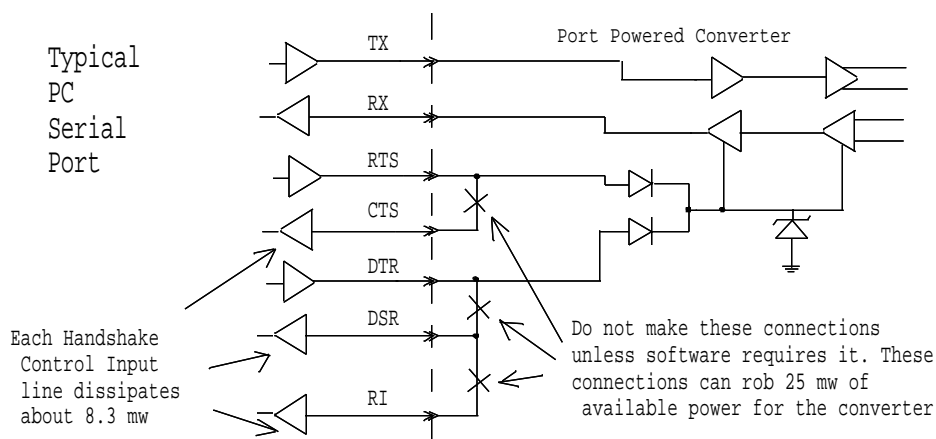 Typical
PC
Serial
Port
Port Powered Converter
TX
RX
RTS
CTS
DTR
DSR
RI
Each Handshake
Control Input
line dissipates
about 8.3 mw
Do not make these connections
unless software requires it. These
connections can rob 25 mw of
available power for the converter